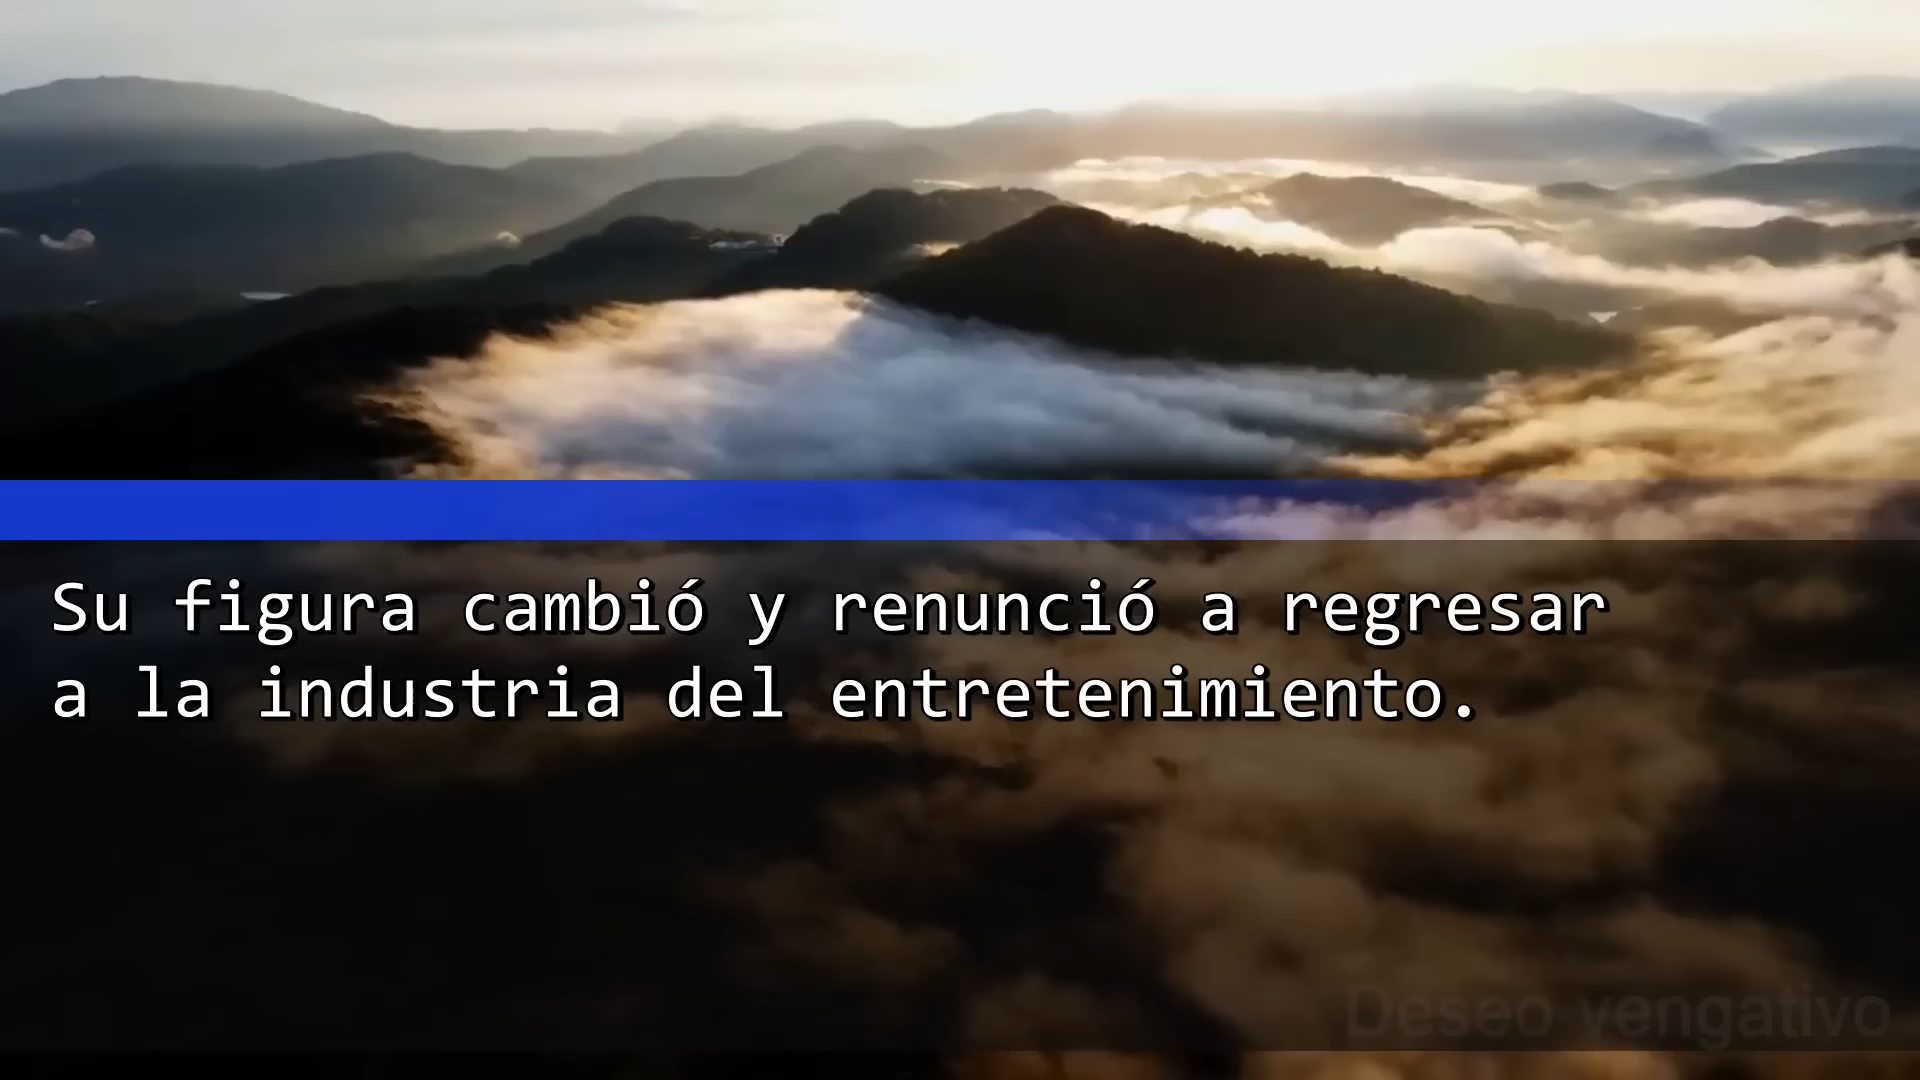 Su figura cambió y renunció a regresar
a la industria del entretenimiento.
Deseo vengativo